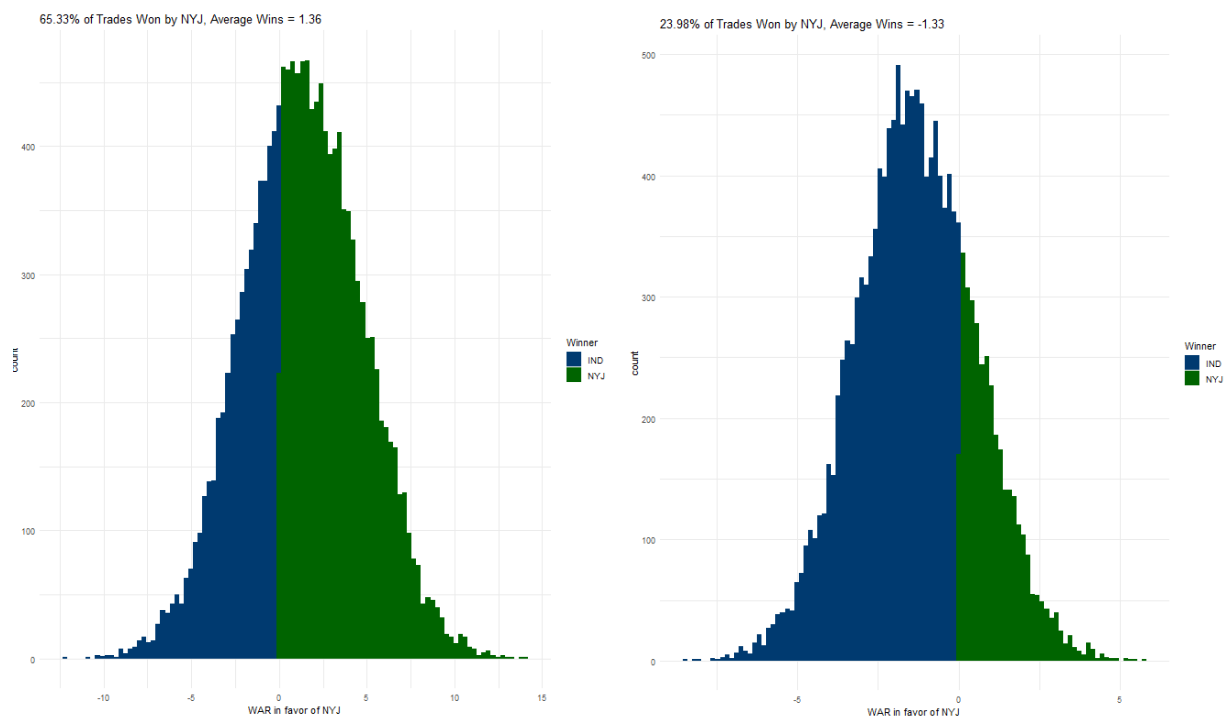 65.33% of Trades Won by NYJ, Average Wins = 1.36
400
300
200
100
0
count
-10
-5
0
5
10
15
WAR in favor of NYJ
Winner
IND
NYJ
23.98% of Trades Won by NYJ, Average Wins = -1.33
500
400
300
200
100
0
count
-5
0
5
WAR in favor of NYJ
Winner
IND
NYJ